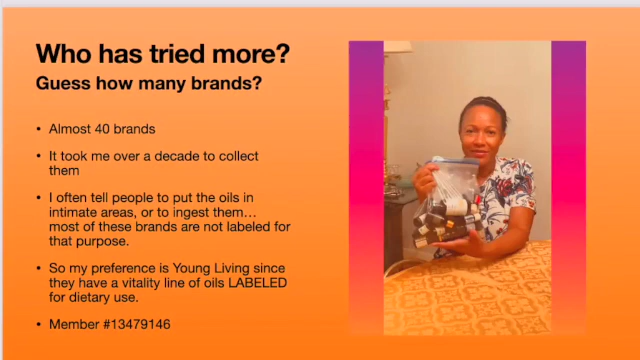 Who has tried more?
Guess how many brands?
• Almost 40 brands
• It took me over a decade to collect
them
• I often tell people to put the oils in
intimate areas, or to ingest them…
most of these brands are not labeled for
that purpose.
• So my preference is Young Living since
they have a vitality line of oils LABELED
for dietary use.
• Member #13479146